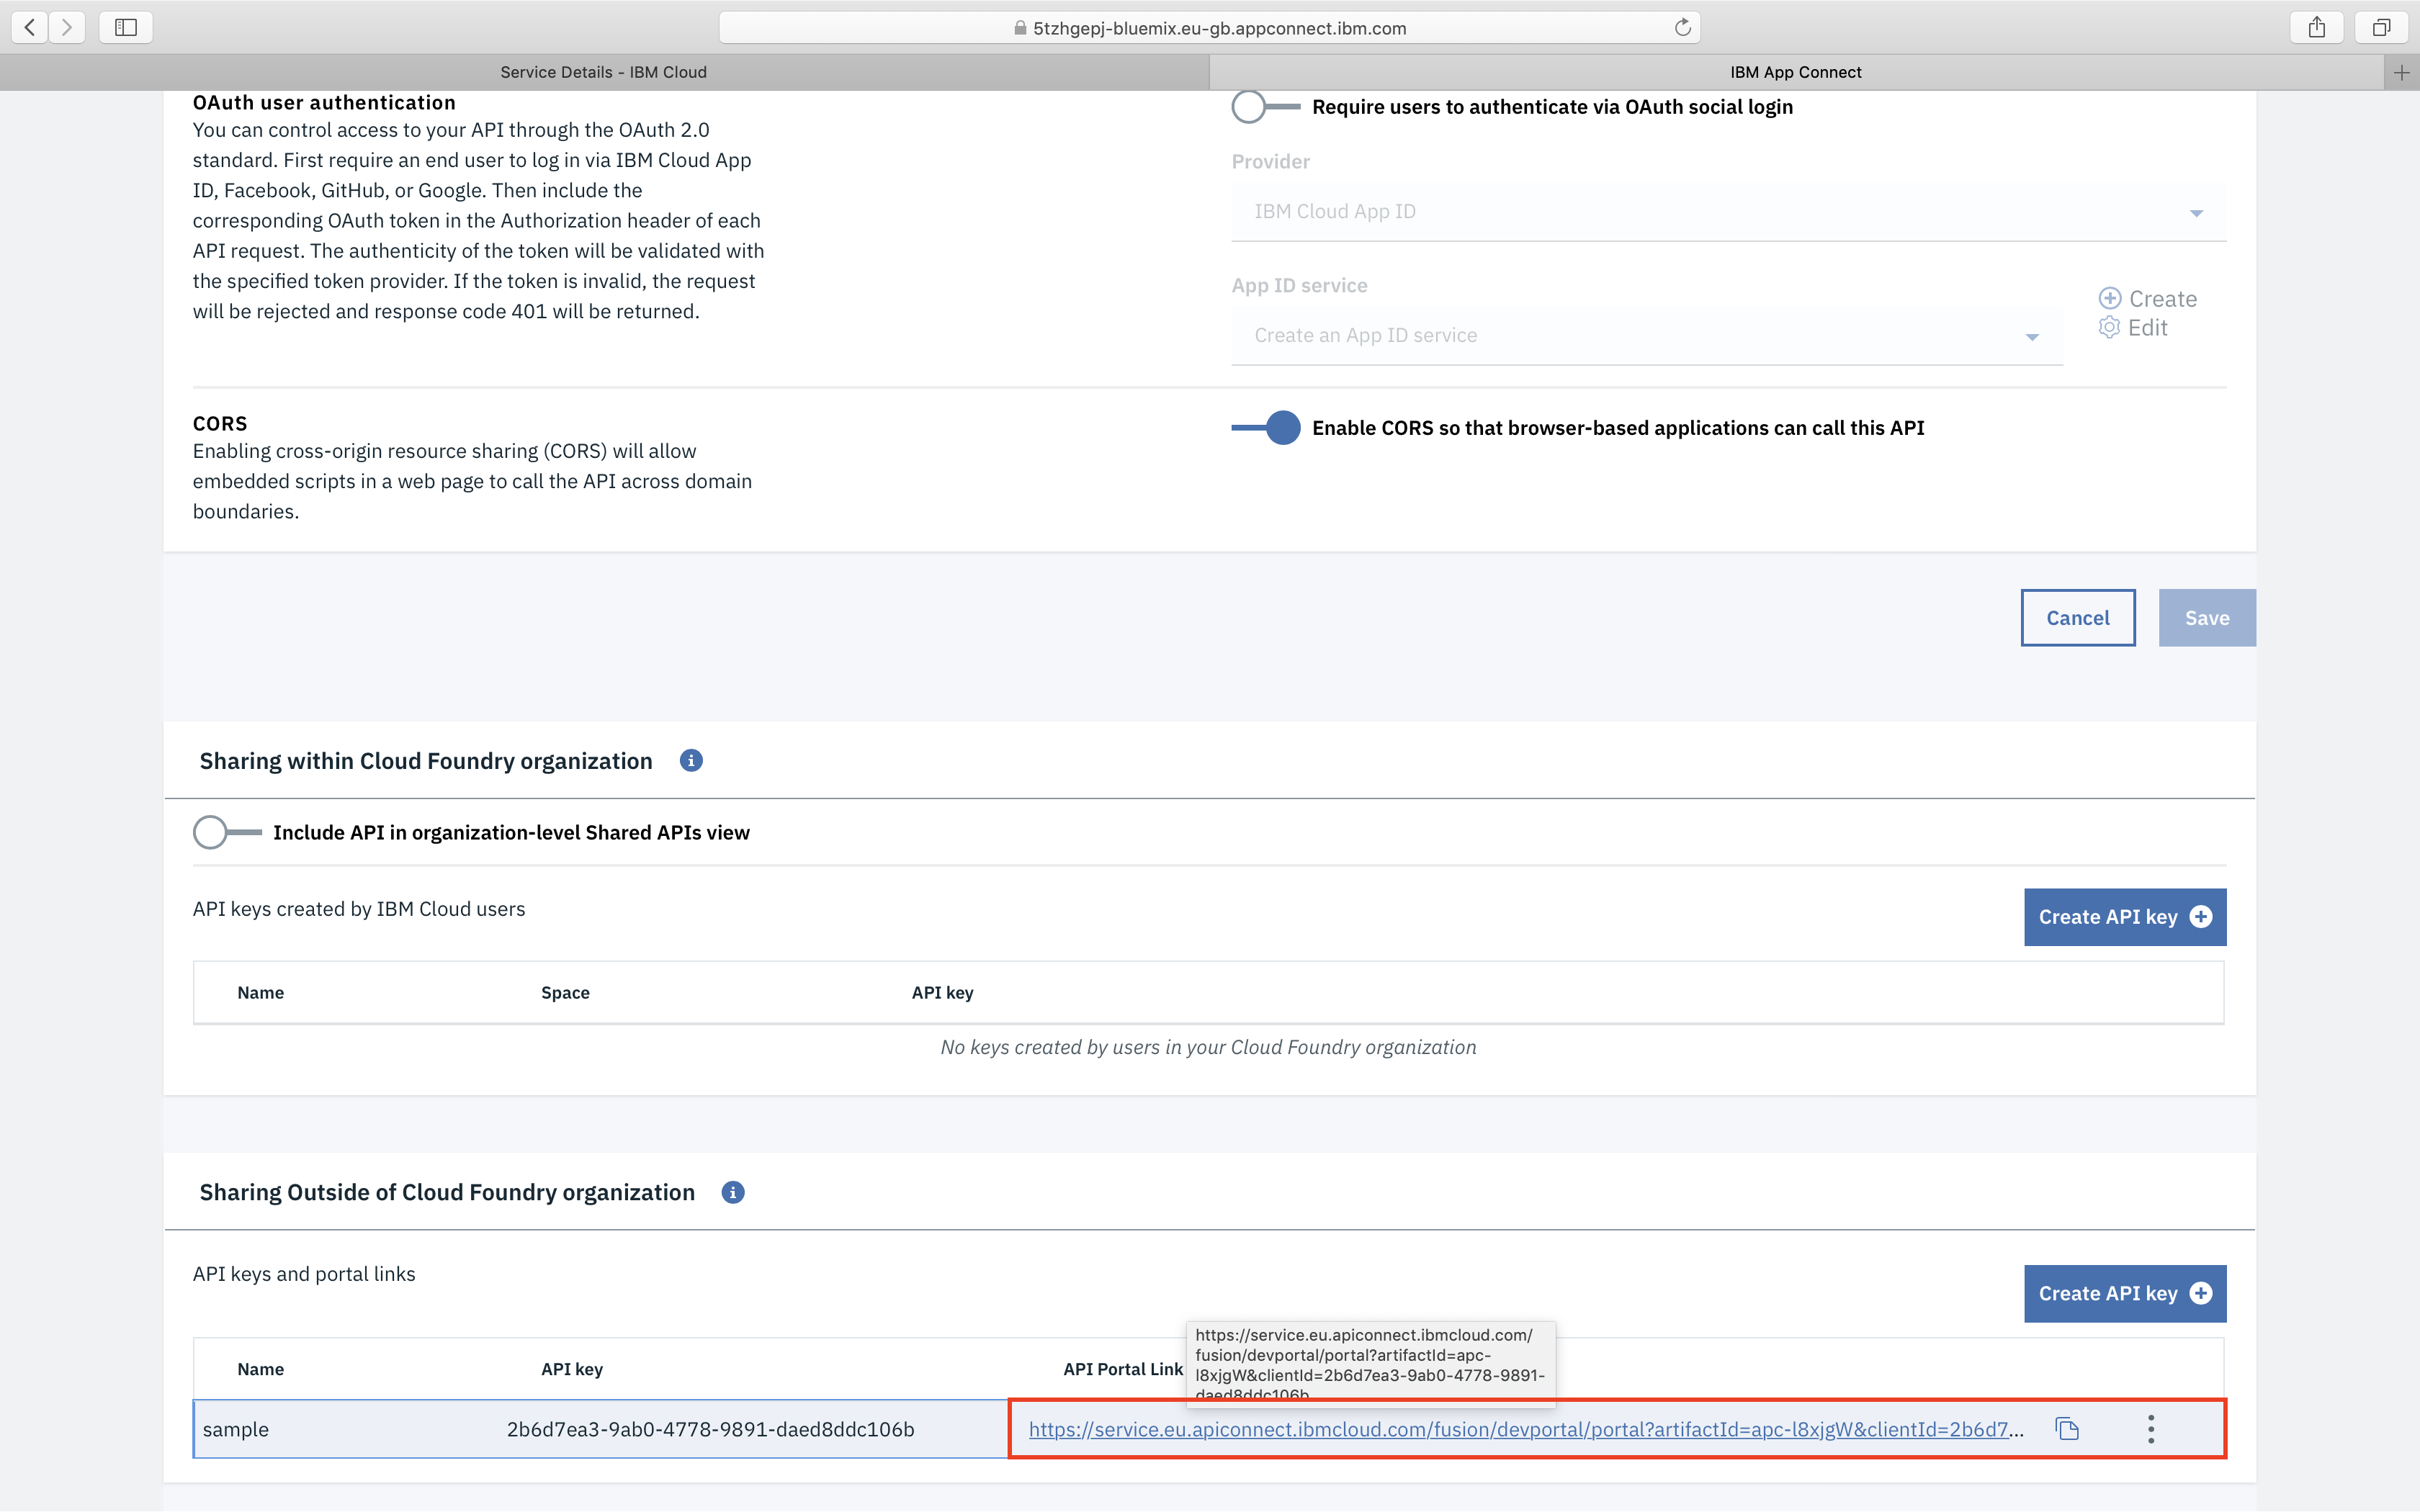 5tzhgepj-bluemix.eu-gb.appconnect.ibm.com
Service Details - IBM Cloud
IBM App Connect
OAuth user authentication
You can control access to your API through the OAuth 2.0
standard. First require an end user to log in via IBM Cloud App
ID, Facebook, GitHub, or Google. Then include the
corresponding OAuth token in the Authorization header of each
API request. The authenticity of the token will be validated with
the specified token provider. If the token is invalid, the request
will be rejected and response code 401 will be returned.
Require users to authenticate via OAuth social login
Provider
IBM Cloud App ID
App ID service
Create an App ID service
Create
Edit
CORS
Enabling cross-origin resource sharing (CORS) will allow
embedded scripts in a web page to call the API across domain
boundaries.
Enable CORS so that browser-based applications can call this API
Cancel
Save
Sharing within Cloud Foundry organization
Include API in organization-level Shared APIs view
API keys created by IBM Cloud users
Create API key
Name Space API key
No keys created by users in your Cloud Foundry organization
Sharing Outside of Cloud Foundry organization
API keys and portal links
Create API key
Name API key API Portal Link
https://service.eu.apiconnect.ibmcloud.com/
fusion/devportal/portal?artifactId=apc-
l8xjgW&clientId=2b6d7ea3-9ab0-4778-9891-
daed8ddc106b
sample 2b6d7ea3-9ab0-4778-9891-daed8ddc106b https://service.eu.apiconnect.ibmcloud.com/fusion/devportal/portal?artifactId=apc-l8xjgW&clientId=2b6d7...